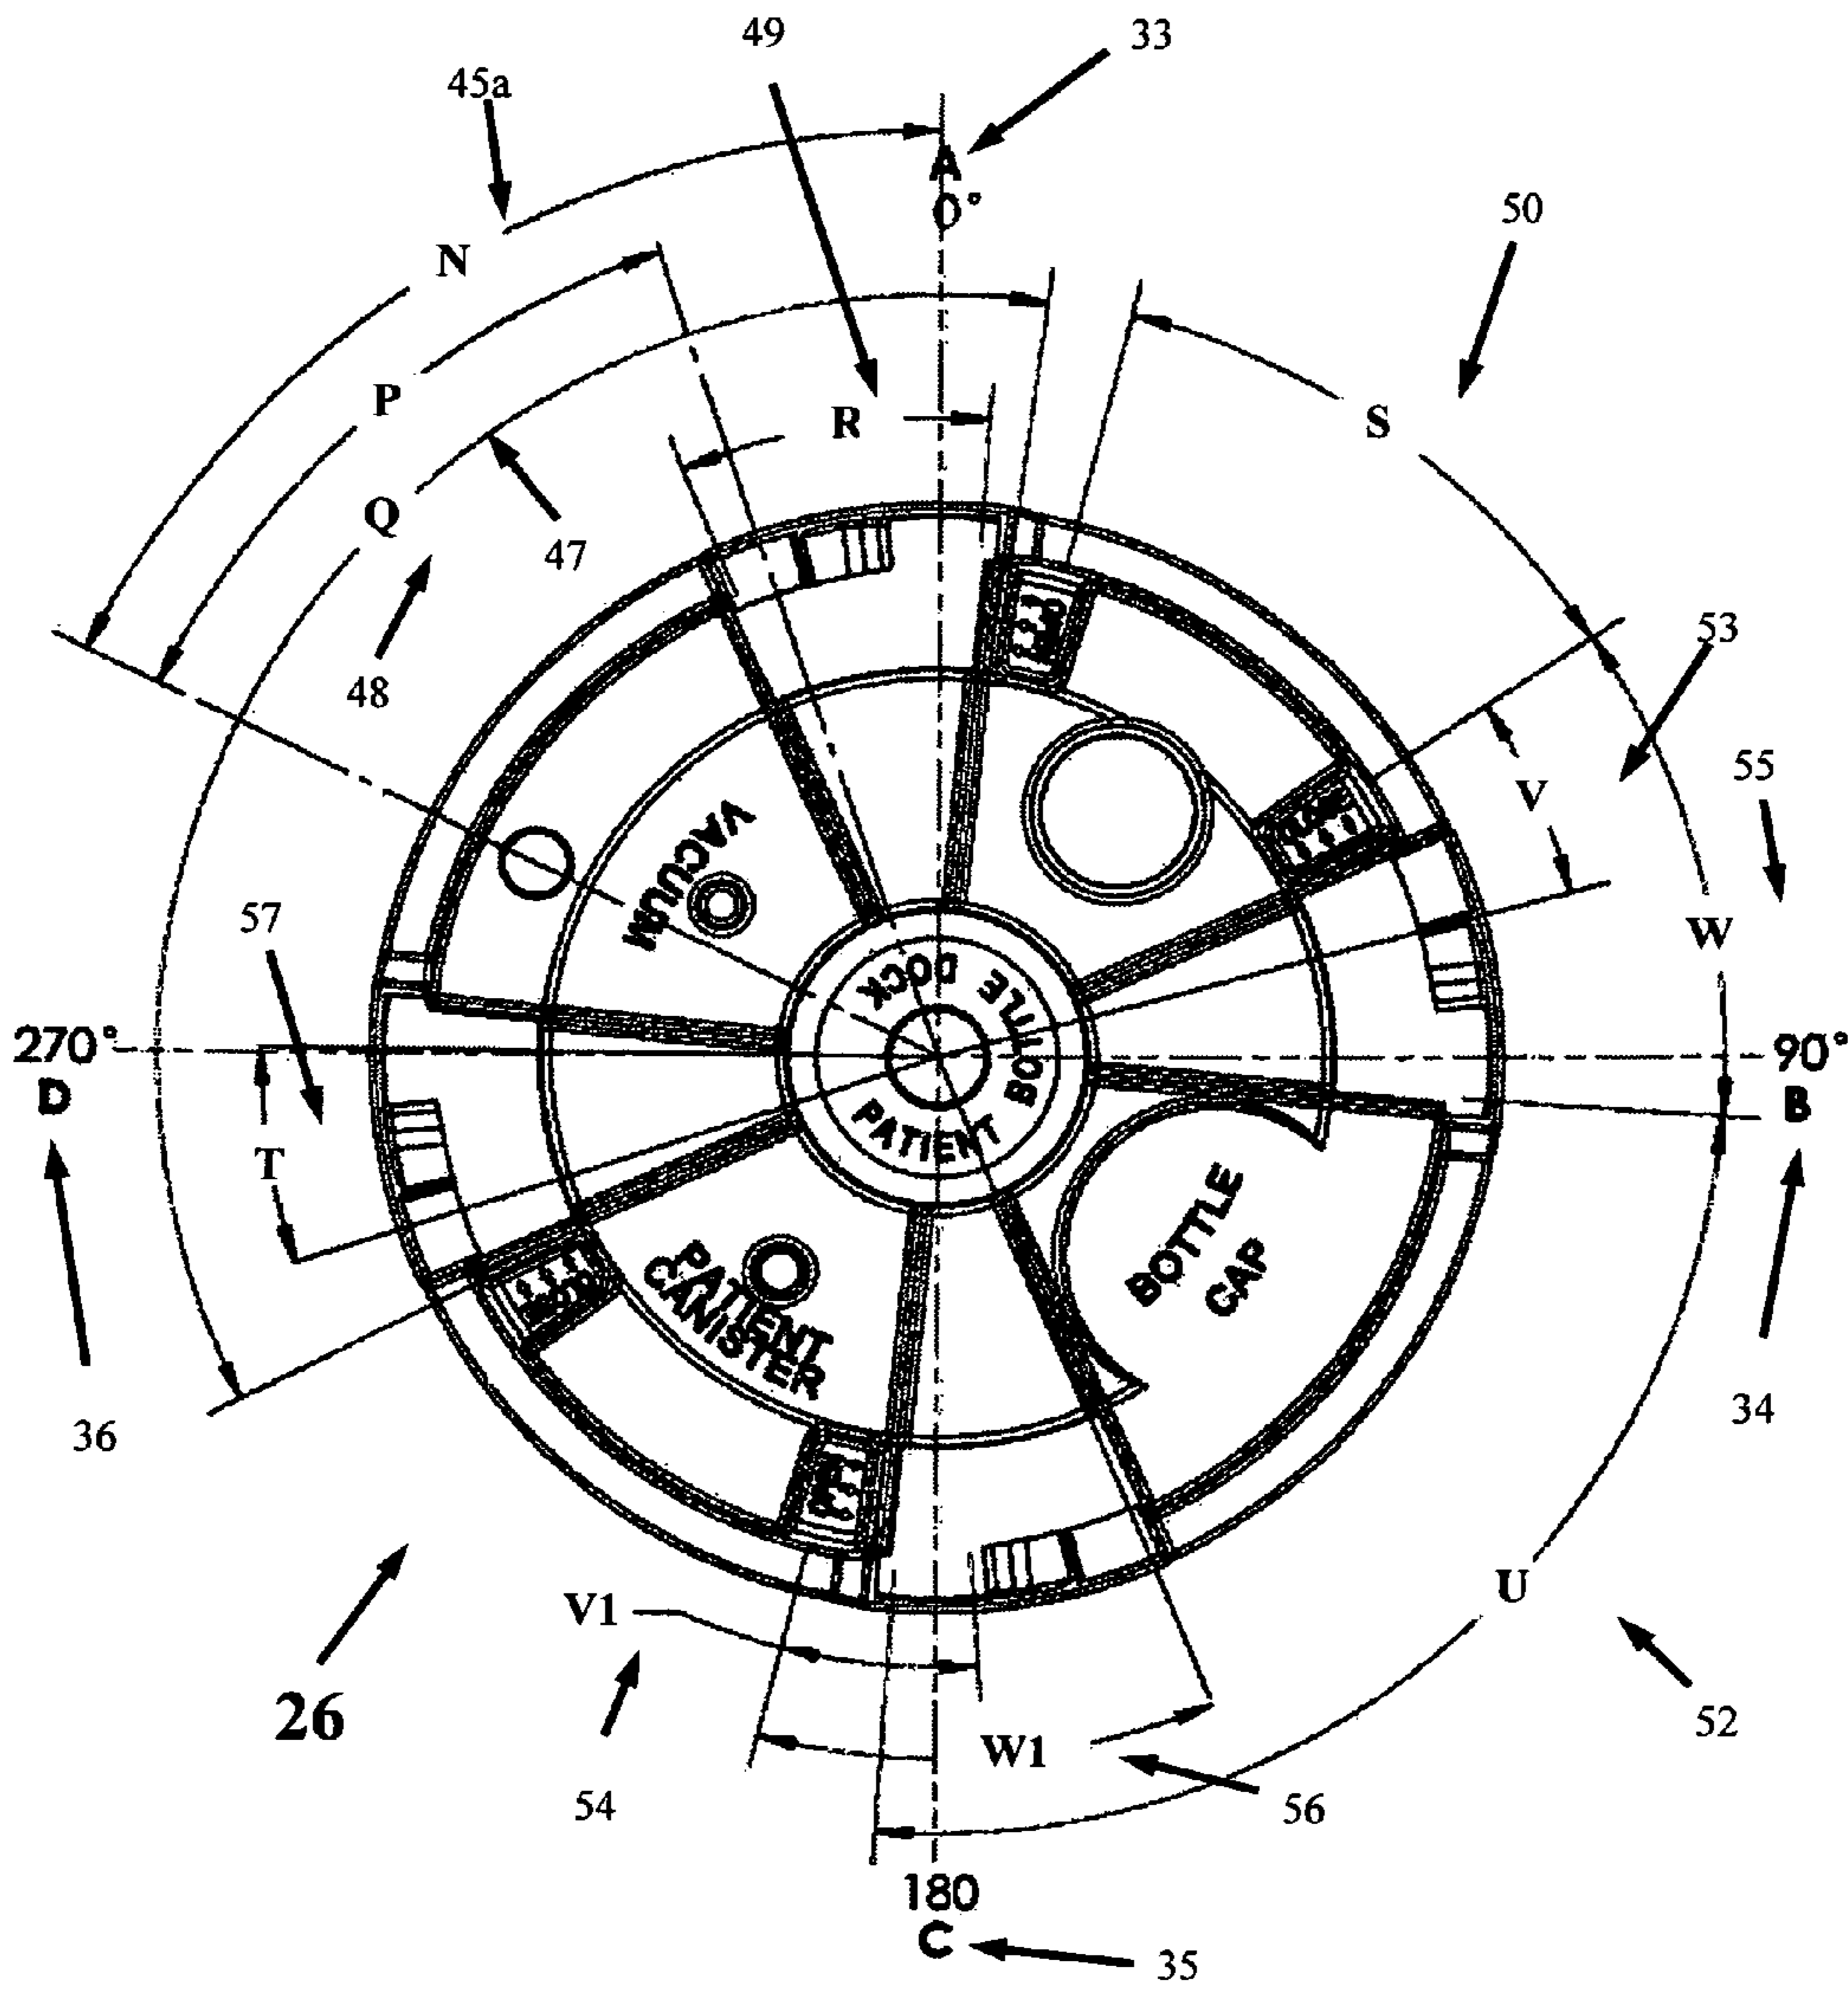 49
33
45a
A
0°
50
N
P
R
S
Q
47
53
48
V
55
VACUUM
57
W
DOCK
BOTTLE
PATIENT
270°
D
90°
B
T
BOTTLE
CAP
PATIENT
CANISTER
36
34
V1
U
26
W1
52
54
56
180
C
35